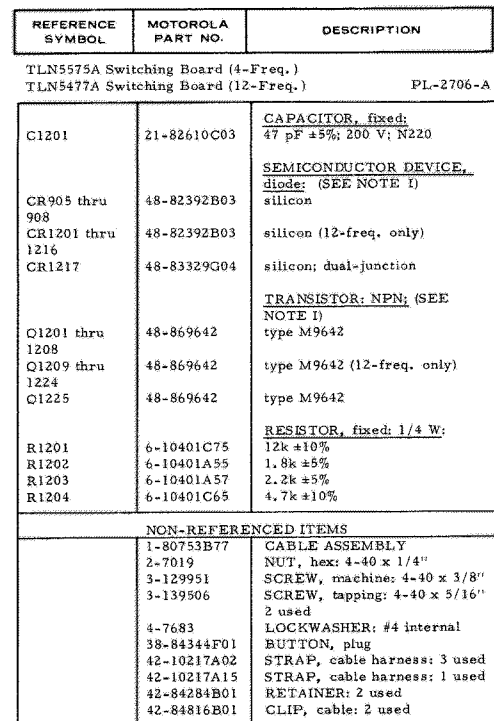 REFERENCE SYMBOL MOTOROLA PART NO. DESCRIPTION
TLN5575A Switching Board (4-Freq.)
TLN5477A Switching Board (12-Freq.) PL-2706-A
CAPACITOR, fixed:
C1201 21-82610C03 47 pF ±5%; 200 V; N220
SEMICONDUCTOR DEVICE,
diode: (SEE NOTE I)
CR905 thru 48-82392B03 silicon
908
CR1201 thru 48-82392B03 silicon (12-freq. only)
1216
CR1217 48-83329G04 silicon; dual-junction
TRANSISTOR: NPN; (SEE
NOTE I)
Q1201 thru 48-869642 type M9642
1208
Q1209 thru 48-869642 type M9642 (12-freq. only)
1224
Q1225 48-869642 type M9642
RESISTOR, fixed: 1/4 W:
R1201 6-10401C75 12k ±10%
R1202 6-10401A55 1.8k ±5%
R1203 6-10401A57 2.2k ±5%
R1204 6-10401C65 4.7k ±10%
NON-REFERENCED ITEMS
1-80753B77 CABLE ASSEMBLY
2-7019 NUT, hex: 4-40 x 1/4"
3-129951 SCREW, machine: 4-40 x 3/8"
3-139506 SCREW, tapping: 4-40 x 5/16"
2 used
4-7683 LOCKWASHER: #4 internal
38-84344F01 BUTTON, plug
42-10217A02 STRAP, cable harness: 3 used
42-10217A15 STRAP, cable harness: 1 used
42-84284B01 RETAINER: 2 used
42-84816B01 CLIP, cable: 2 used